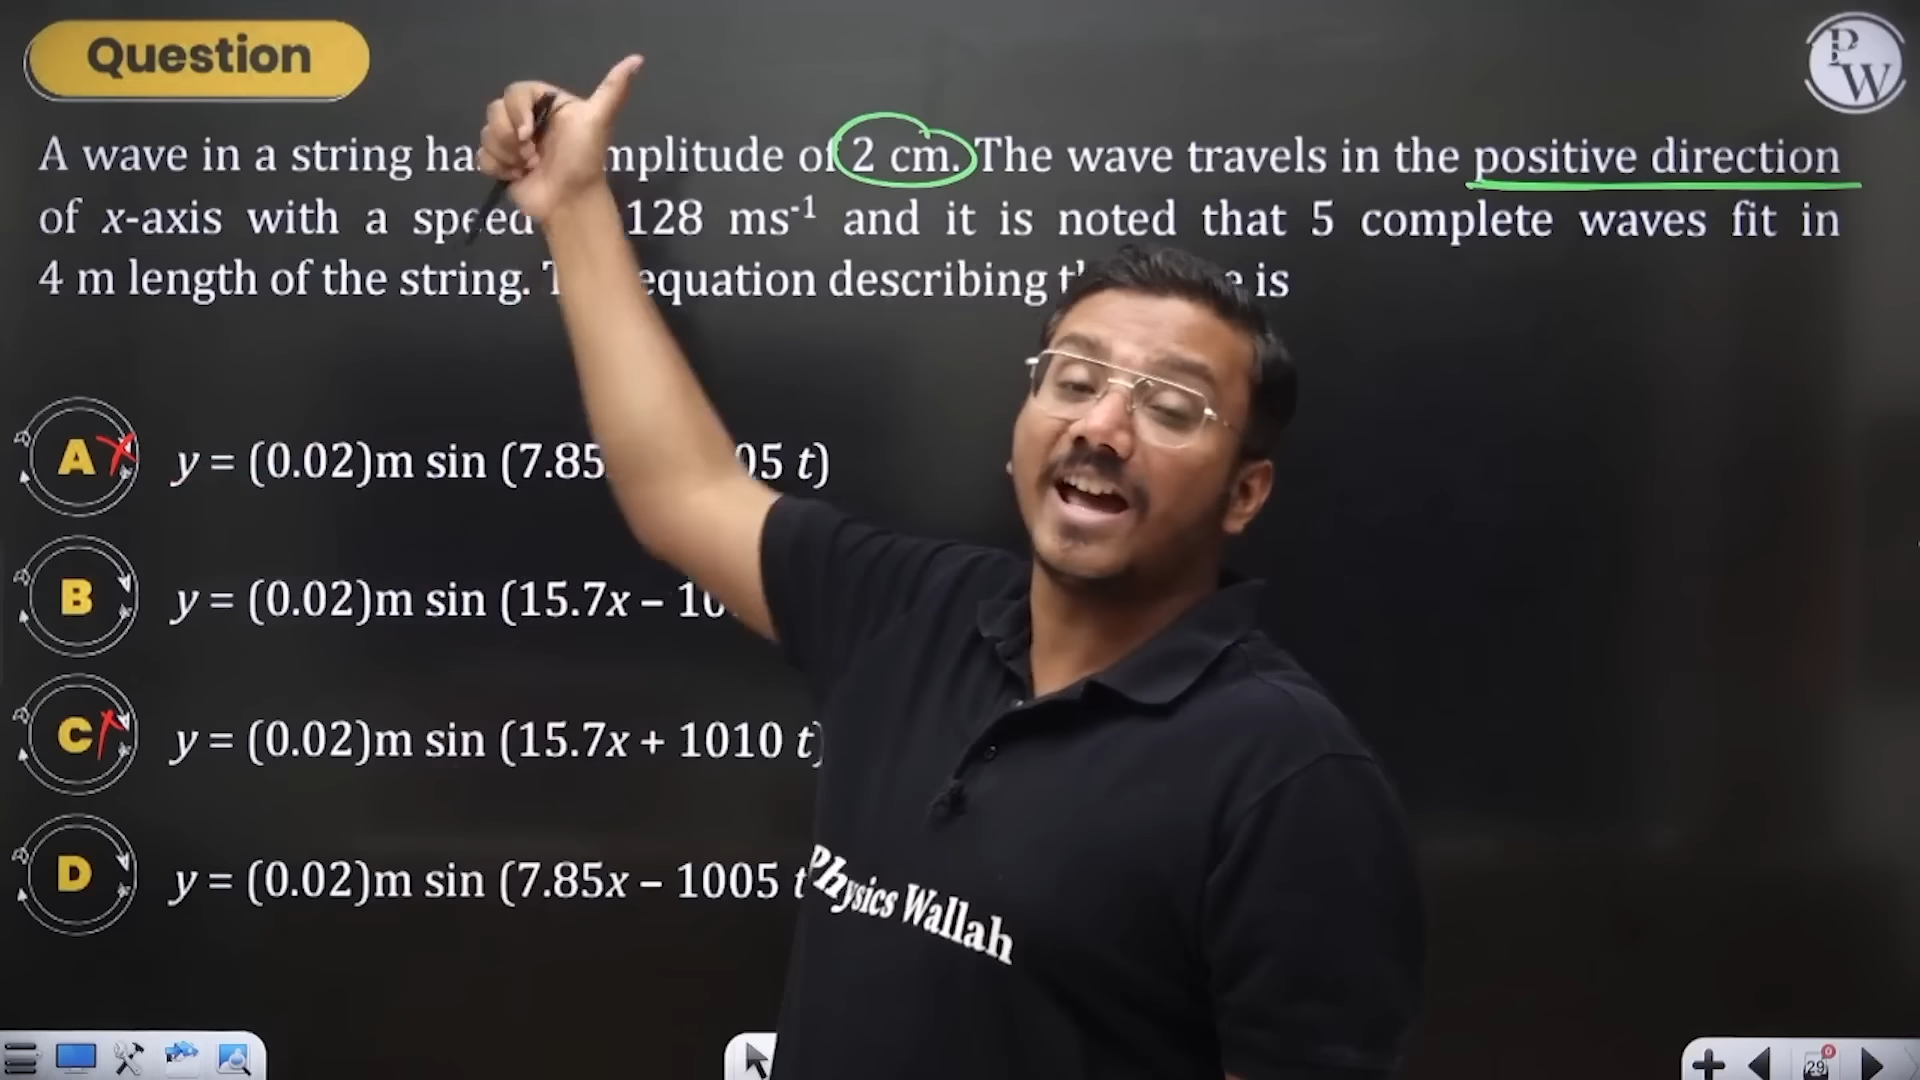 Question
PW
A wave in a string mplitude of 2 cm. The wave travels in the positive direction
of x-axis with a speed 128 ms⁻¹ and it is noted that 5 complete waves fit in
4 m length of the string. equation describing is
A y = (0.02)m sin (7.85 05 t)
B y = (0.02)m sin (15.7x – 10
C y = (0.02)m sin (15.7x + 1010 t)
D y = (0.02)m sin (7.85x – 1005 t
Physics Wallah
29
0